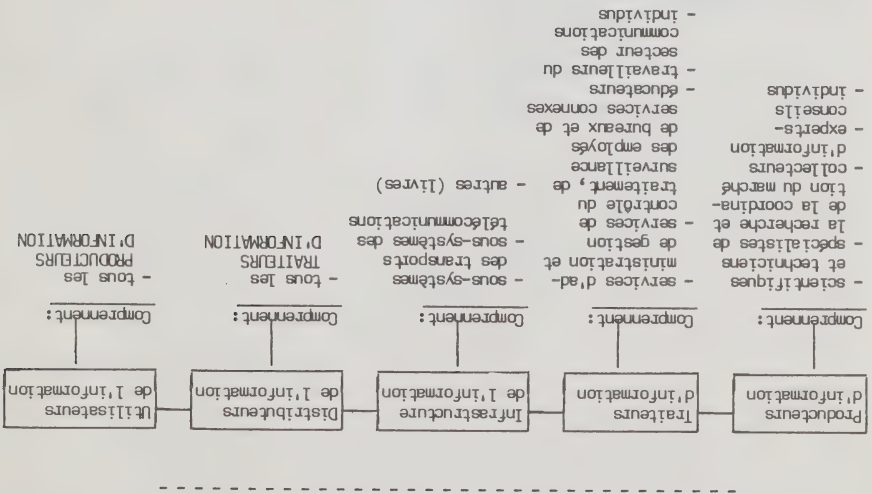 Producteurs
d'information
Comprennent:
- scientifiques
et techniciens
- spécialistes de
la recherche et
de la coordina-
tion du marché
- collecteurs
d'information
- experts-
conseils
- individus
Traiteurs
d'information
Comprennent:
- services d'ad-
ministration et
de gestion
- services de
contrôle du
traitement, de
surveillance
des employés
de bureaux et de
services connexes
- éducateurs
- travailleurs du
secteur des
communications
- individus
Infrastructure
de l'information
Comprennent:
- sous-systèmes
des transports
- sous-systèmes des
télécommunications
- autres (livres)
Distributeurs
de l'information
Comprennent:
- tous les
TRAITEURS
D'INFORMATION
Utilisateurs
de l'information
Comprennent:
- tous les
PRODUCTEURS
D'INFORMATION